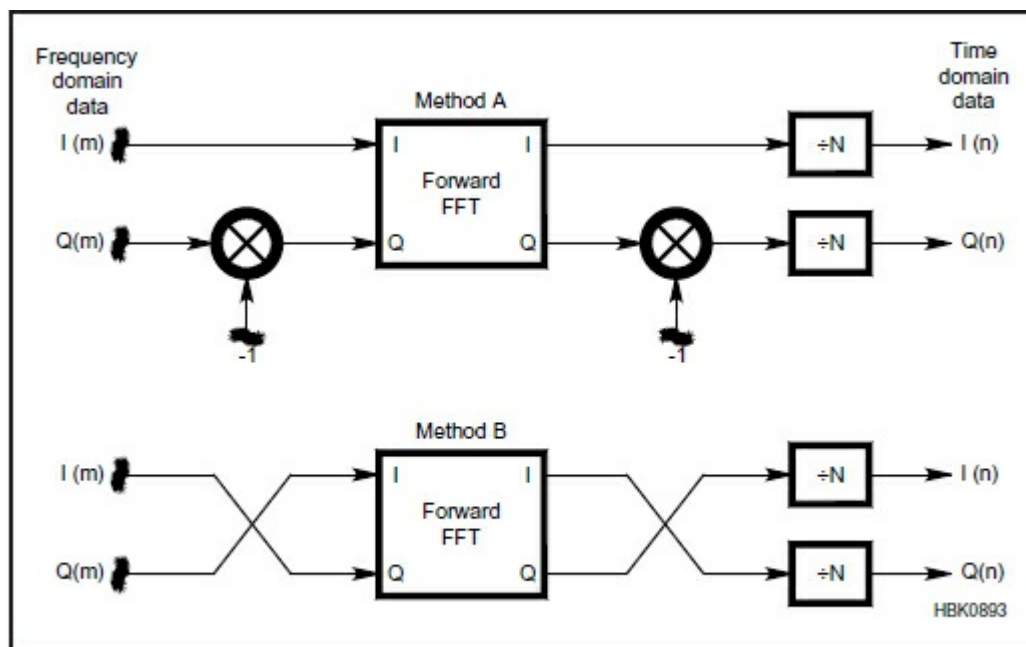 Frequency
domain
data
Time
domain
data
Method A
I (m)
I
I
÷N
I (n)
Forward
FFT
Q(m)
Q
Q
÷N
Q(n)
-1
-1
Method B
I (m)
I
I
÷N
I (n)
Forward
FFT
Q(m)
Q
Q
÷N
Q(n)
HBK0893